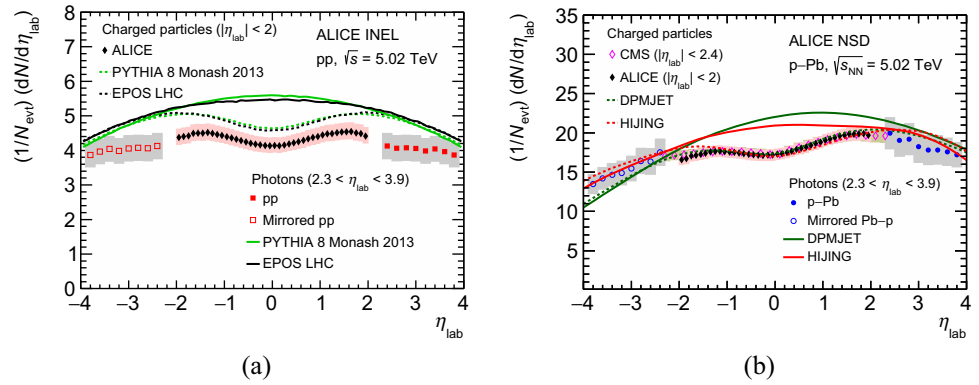 Charged particles (|η_lab| < 2)
ALICE
PYTHIA 8 Monash 2013
EPOS LHC
ALICE INEL
pp, √s = 5.02 TeV
Photons (2.3 < η_lab < 3.9)
pp
Mirrored pp
PYTHIA 8 Monash 2013
EPOS LHC
(1/N_evt) (dN/dη_lab)
8
7
6
5
4
3
2
1
0
−4 −3 −2 −1 0 1 2 3 4
η_lab
(a)
Charged particles
CMS (|η_lab| < 2.4)
ALICE (|η_lab| < 2)
DPMJET
HIJING
ALICE NSD
p−Pb, √s_NN = 5.02 TeV
Photons (2.3 < η_lab < 3.9)
p−Pb
Mirrored Pb−p
DPMJET
HIJING
(1/N_evt) (dN/dη_lab)
35
30
25
20
15
10
5
−4 −3 −2 −1 0 1 2 3 4
η_lab
(b)